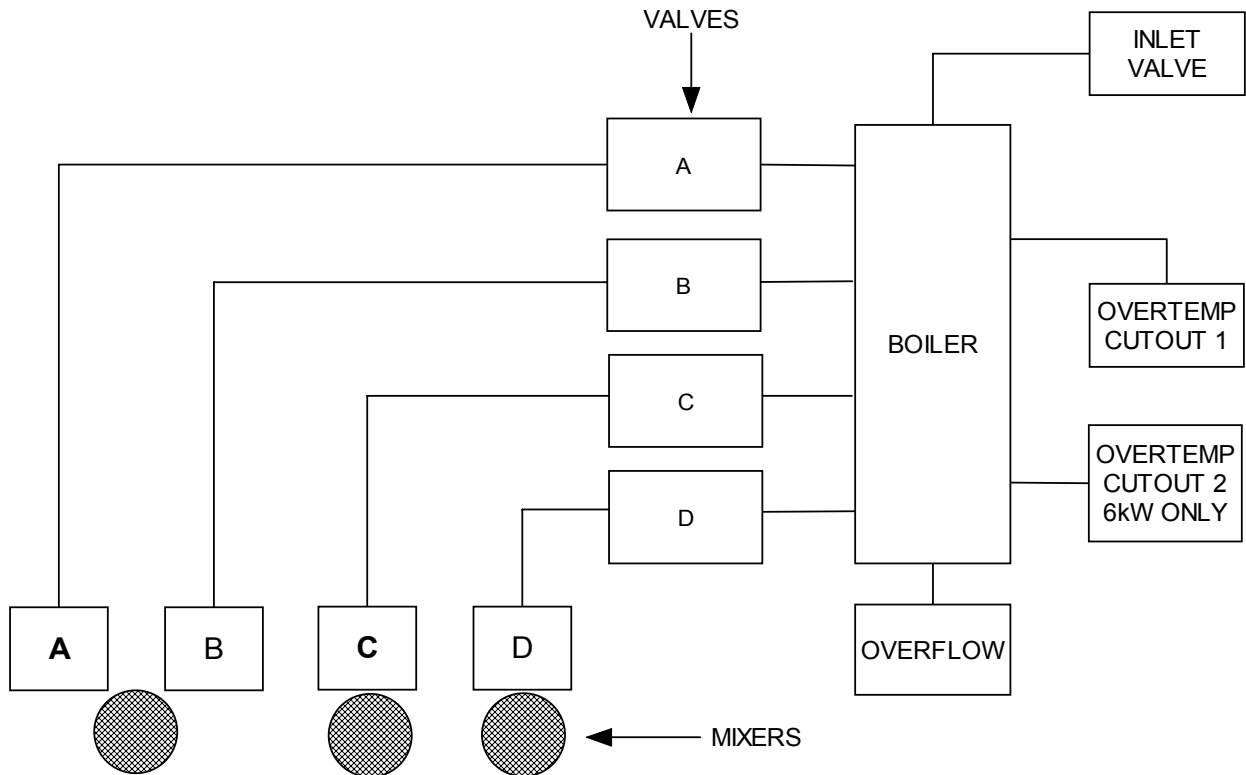 VALVES
INLET
VALVE
A
B
OVERTEMP
CUTOUT 1
BOILER
C
OVERTEMP
CUTOUT 2
6kW ONLY
D
A
B
C
D
OVERFLOW
MIXERS